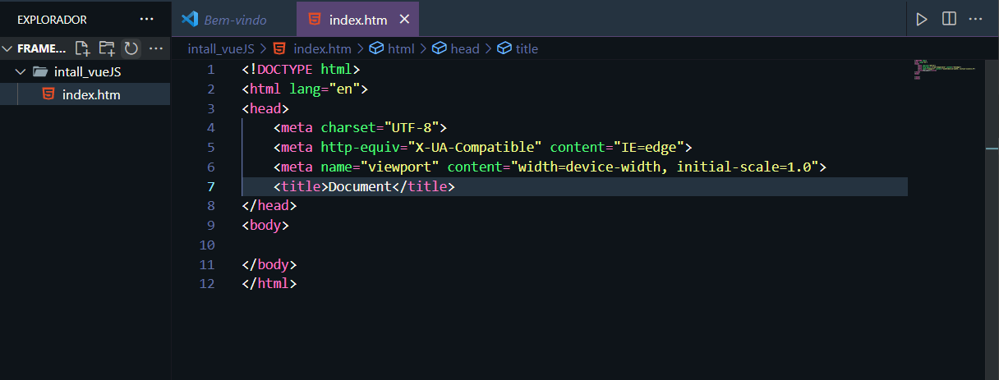 EXPLORADOR ...
Bem-vindo
index.htm
FRAME... ...
intall_vueJS > index.htm > html > head > title
intall_vueJS
index.htm
1 <!DOCTYPE html>
2 <html lang="en">
3 <head>
4     <meta charset="UTF-8">
5     <meta http-equiv="X-UA-Compatible" content="IE=edge">
6     <meta name="viewport" content="width=device-width, initial-scale=1.0">
7     <title>Document</title>
8 </head>
9 <body>
10
11 </body>
12 </html>